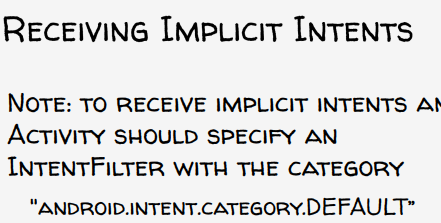 Receiving Implicit Intents
Note: to receive implicit intents an
Activity should specify an
IntentFilter with the category
"android.intent.category.DEFAULT”